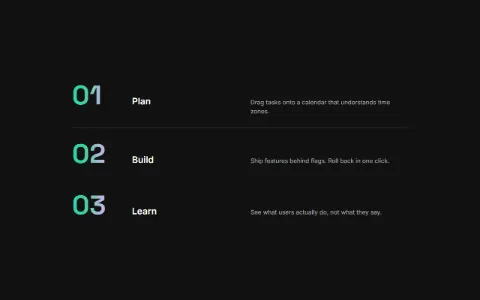 01
Plan
Drag tasks onto a calendar that understands time
zones.
02
Build
Ship features behind flags. Roll back in one click.
03
Learn
See what users actually do, not what they say.